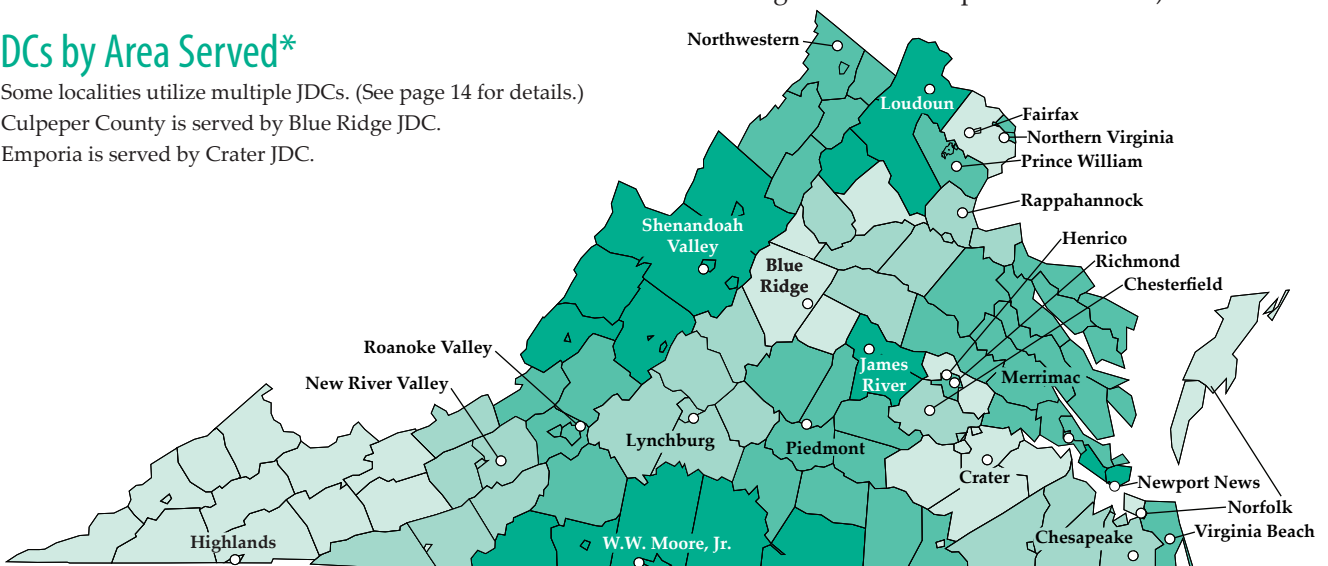 DCs by Area Served*
Some localities utilize multiple JDCs. (See page 14 for details.)
Culpeper County is served by Blue Ridge JDC.
Emporia is served by Crater JDC.
Northwestern
Loudoun
Fairfax
Northern Virginia
Prince William
Rappahannock
Shenandoah
Valley
Henrico
Richmond
Chesterfield
Blue
Ridge
Roanoke Valley
New River Valley
James
River
Merrimac
Lynchburg
Piedmont
Crater
Newport News
Norfolk
Virginia Beach
Chesapeake
Highlands
W.W. Moore, Jr.